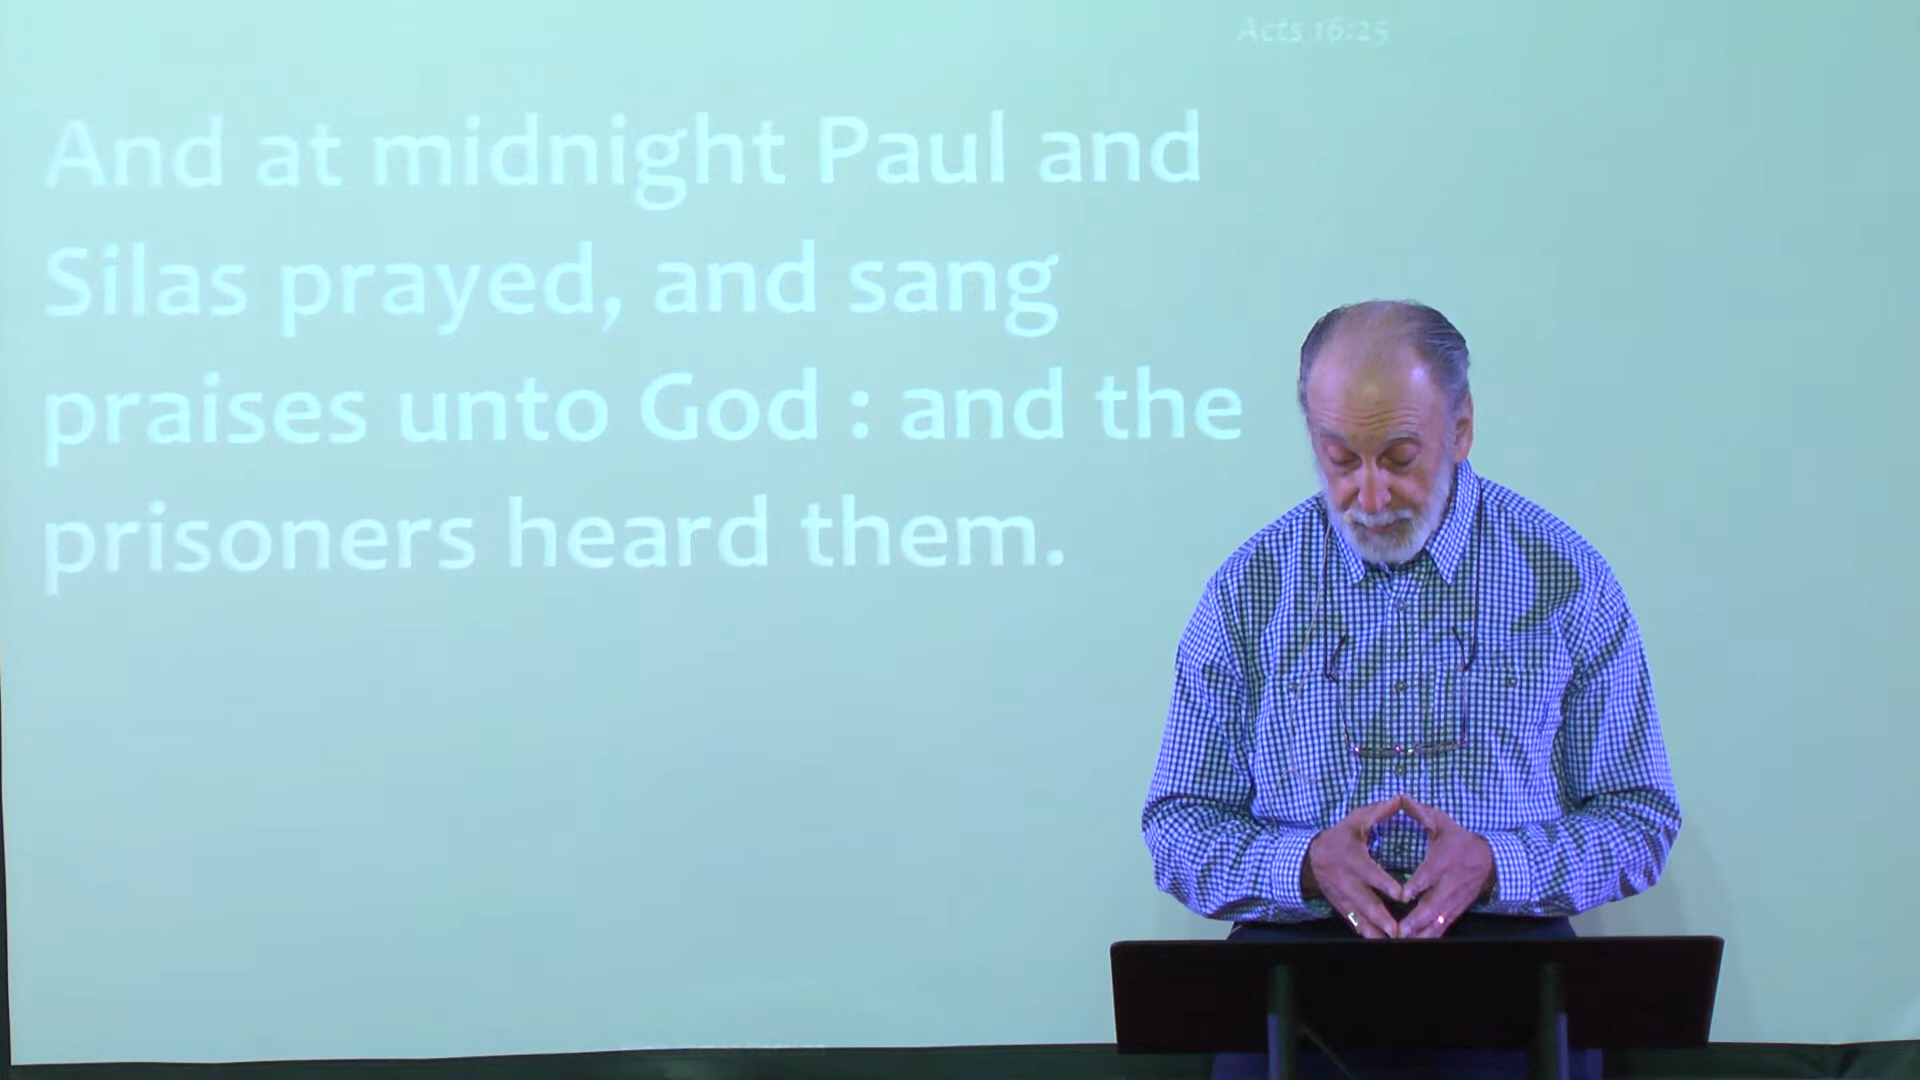 Acts 16:25
And at midnight Paul and
Silas prayed, and sang
praises unto God : and the
prisoners heard them.